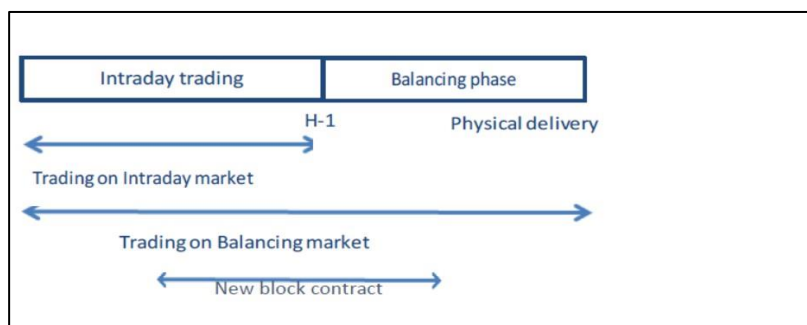 Intraday trading
Balancing phase
H-1
Physical delivery
Trading on Intraday market
Trading on Balancing market
New block contract